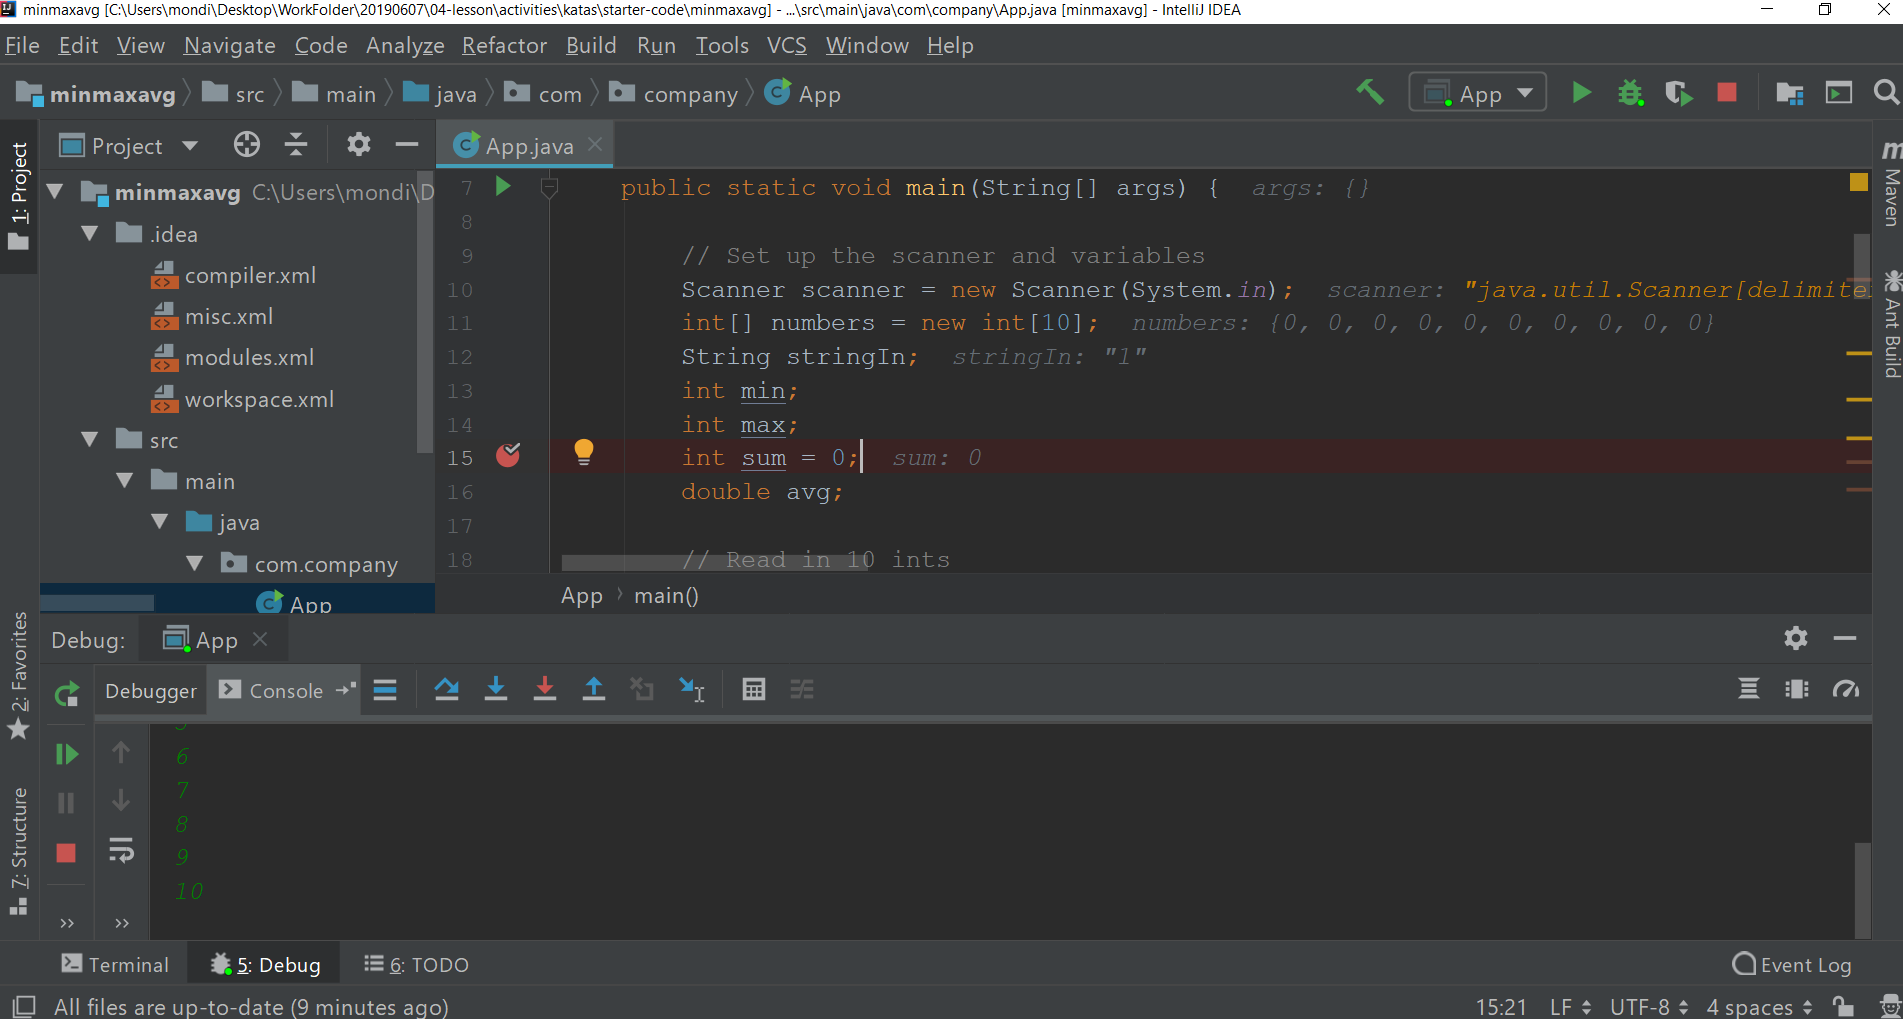 minmaxavg [C:\Users\mondi\Desktop\WorkFolder\20190607\04-lesson\activities\katas\starter-code\minmaxavg] - ...\src\main\java\com\company\App.java [minmaxavg] - IntelliJ IDEA
File Edit View Navigate Code Analyze Refactor Build Run Tools VCS Window Help
minmaxavg src main java com company App
App
1: Project
Project
App.java
minmaxavg C:\Users\mondi\D
.idea
compiler.xml
misc.xml
modules.xml
workspace.xml
src
main
java
com.company
App
7 public static void main(String[] args) { args: {}
8
9 // Set up the scanner and variables
10 Scanner scanner = new Scanner(System.in); scanner: "java.util.Scanner[delimite
11 int[] numbers = new int[10]; numbers: {0, 0, 0, 0, 0, 0, 0, 0, 0, 0}
12 String stringIn; stringIn: "1"
13 int min;
14 int max;
15 int sum = 0; sum: 0
16 double avg;
17
18 // Read in 10 ints
App › main()
Maven
Ant Build
2: Favorites
7: Structure
Debug: App
Debugger Console
6
7
8
9
10
Terminal 5: Debug 6: TODO Event Log
All files are up-to-date (9 minutes ago) 15:21 LF UTF-8 4 spaces